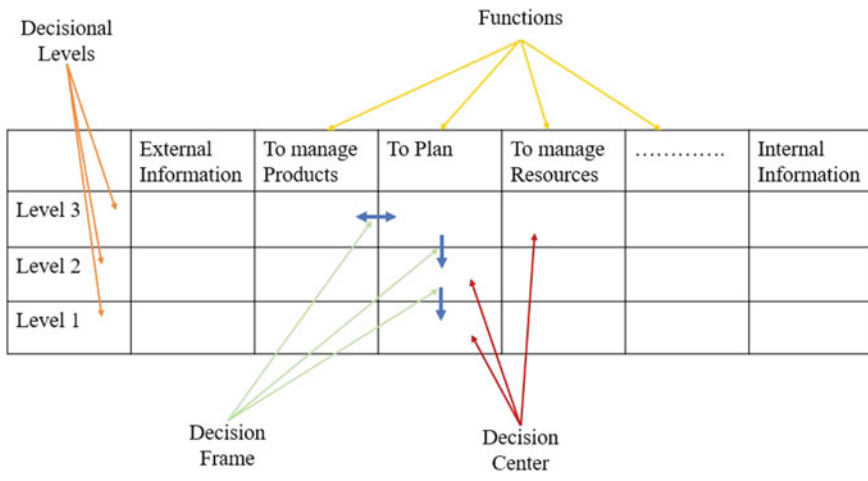 Decisional
Levels
Functions
External
Information
To manage
Products
To Plan
To manage
Resources
.............
Internal
Information
Level 3
Level 2
Level 1
Decision
Frame
Decision
Center